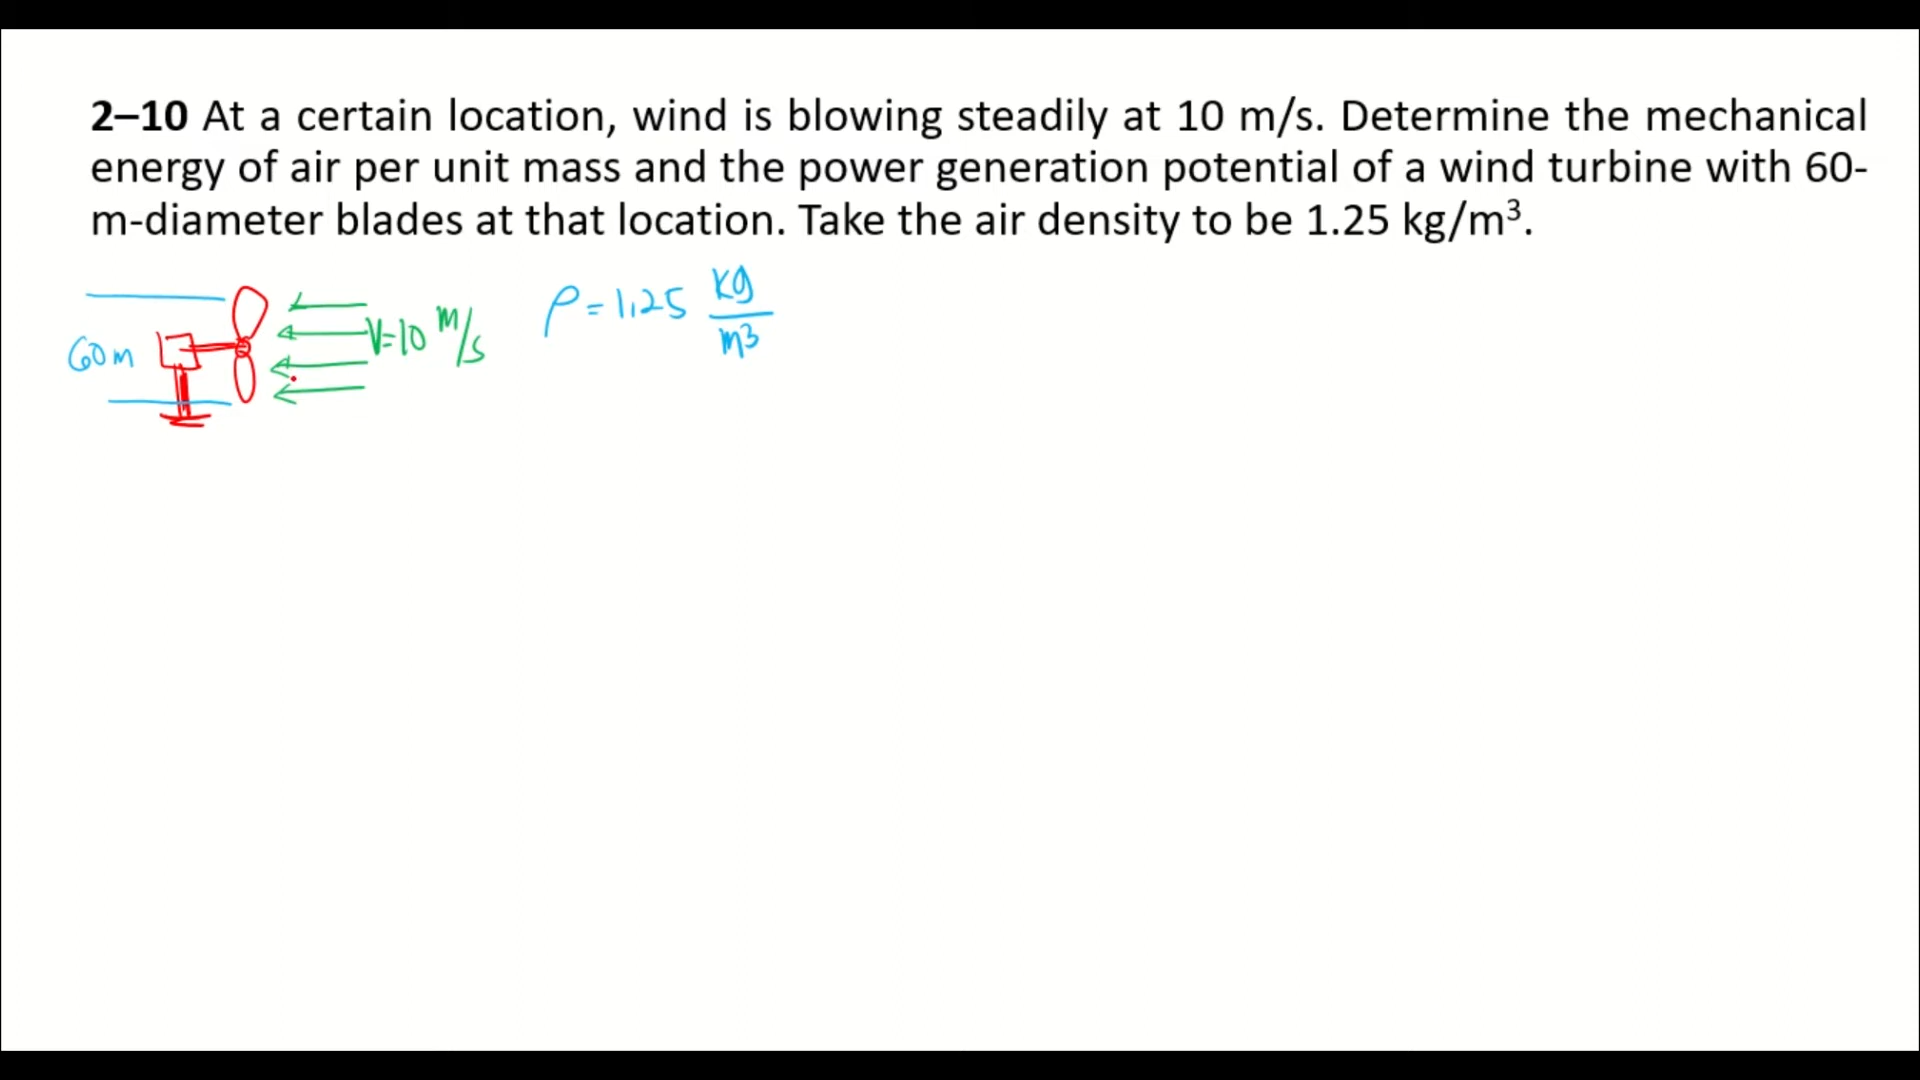 2–10 At a certain location, wind is blowing steadily at 10 m/s. Determine the mechanical
energy of air per unit mass and the power generation potential of a wind turbine with 60-
m-diameter blades at that location. Take the air density to be 1.25 kg/m³.
60m
V=10 m/s
ρ = 1.25 kg/m³